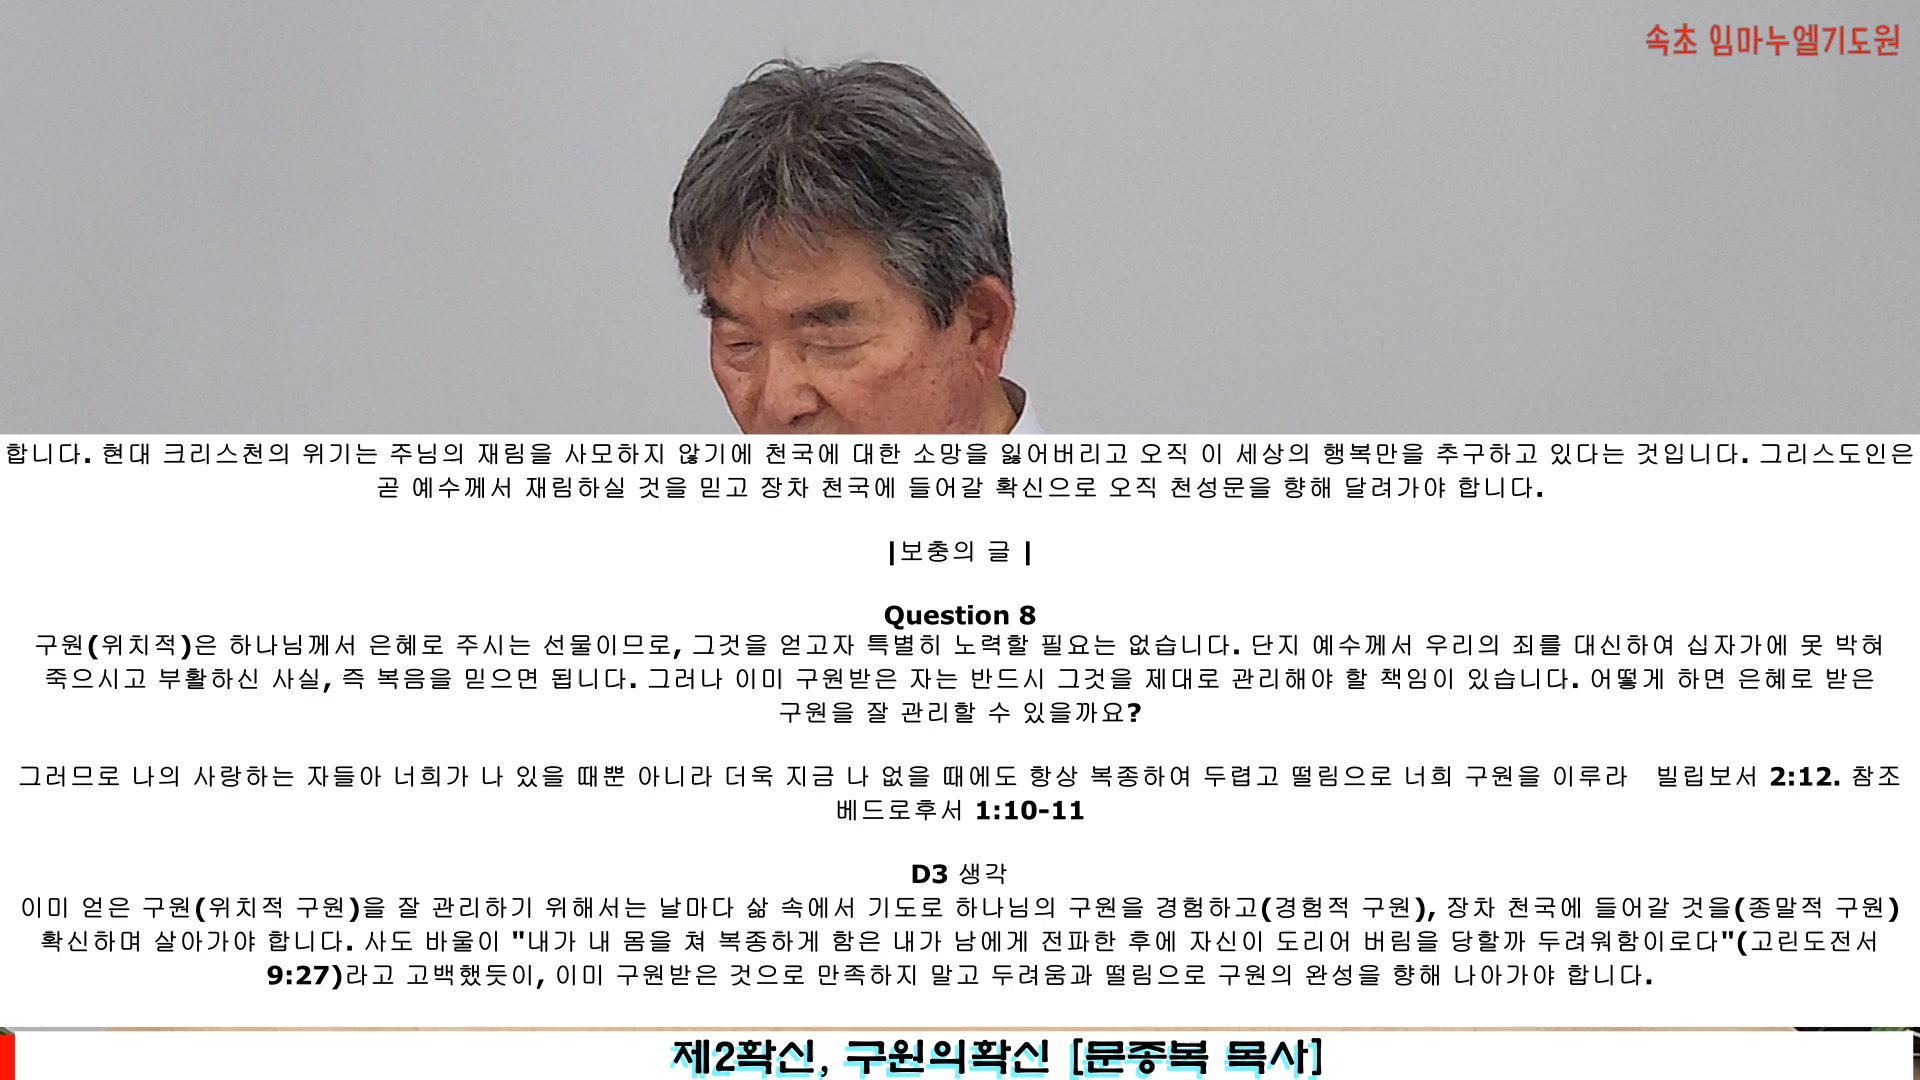 속초 임마누엘기도원
합니다. 현대 크리스천의 위기는 주님의 재림을 사모하지 않기에 천국에 대한 소망을 잃어버리고 오직 이 세상의 행복만을 추구하고 있다는 것입니다. 그리스도인은
곧 예수께서 재림하실 것을 믿고 장차 천국에 들어갈 확신으로 오직 천성문을 향해 달려가야 합니다.
|보충의 글 |
Question 8
구원(위치적)은 하나님께서 은혜로 주시는 선물이므로, 그것을 얻고자 특별히 노력할 필요는 없습니다. 단지 예수께서 우리의 죄를 대신하여 십자가에 못 박혀
죽으시고 부활하신 사실, 즉 복음을 믿으면 됩니다. 그러나 이미 구원받은 자는 반드시 그것을 제대로 관리해야 할 책임이 있습니다. 어떻게 하면 은혜로 받은
구원을 잘 관리할 수 있을까요?
그러므로 나의 사랑하는 자들아 너희가 나 있을 때뿐 아니라 더욱 지금 나 없을 때에도 항상 복종하여 두렵고 떨림으로 너희 구원을 이루라 빌립보서 2:12. 참조
베드로후서 1:10-11
D3 생각
이미 얻은 구원(위치적 구원)을 잘 관리하기 위해서는 날마다 삶 속에서 기도로 하나님의 구원을 경험하고(경험적 구원), 장차 천국에 들어갈 것을(종말적 구원)
확신하며 살아가야 합니다. 사도 바울이 "내가 내 몸을 쳐 복종하게 함은 내가 남에게 전파한 후에 자신이 도리어 버림을 당할까 두려워함이로다"(고린도전서
9:27)라고 고백했듯이, 이미 구원받은 것으로 만족하지 말고 두려움과 떨림으로 구원의 완성을 향해 나아가야 합니다.
제2확신, 구원의확신 [문종복 목사]